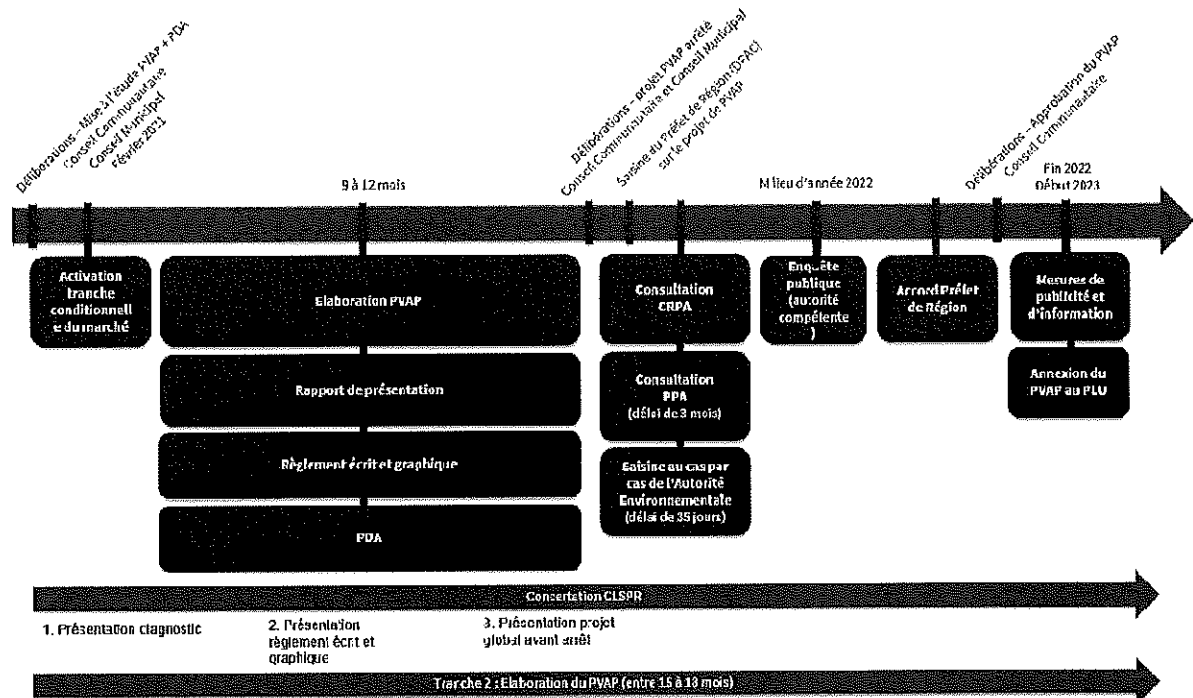 Délibérations – Mise à l'étude PVAP + PDA
Conseil Communautaire
Conseil Municipal
Février 2021
9 à 12 mois
Délibérations – projet PVAP arrêté
Conseil Communautaire et Conseil Municipal
Saisine du Préfet de Région (DRAC)
sur le projet de PVAP
Milieu d'année 2022
Délibérations – Approbation du PVAP
Conseil Communautaire
Fin 2022
Début 2023
Activation
tranche
conditionnell
e du marché
Elaboration PVAP
Rapport de présentation
Règlement écrit et graphique
PDA
Consultation
CRPA
Consultation
PPA
(délai de 3 mois)
Saisine au cas par
cas de l'Autorité
Environnementale
(délai de 35 jours)
Enquête
publique
(autorité
compétente
)
Accord Préfet
de Région
Mesures de
publicité et
d'information
Annexion du
PVAP au PLU
Concertation CLSPR
1. Présentation diagnostic
2. Présentation
règlement écrit et
graphique
3. Présentation projet
global avant arrêt
Tranche 2 : Elaboration du PVAP (entre 15 à 18 mois)